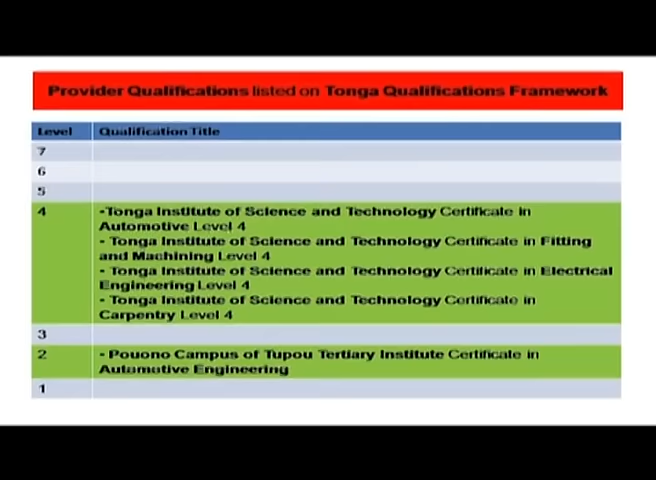 Provider Qualifications listed on Tonga Qualifications Framework
Level Qualification Title
7
6
5
4 -Tonga Institute of Science and Technology Certificate in
Automotive Level 4
- Tonga Institute of Science and Technology Certificate in Fitting
and Machining Level 4
- Tonga Institute of Science and Technology Certificate in Electrical
Engineering Level 4
- Tonga Institute of Science and Technology Certificate in
Carpentry Level 4
3
2 - Pouono Campus of Tupou Tertiary Institute Certificate in
Automotive Engineering
1